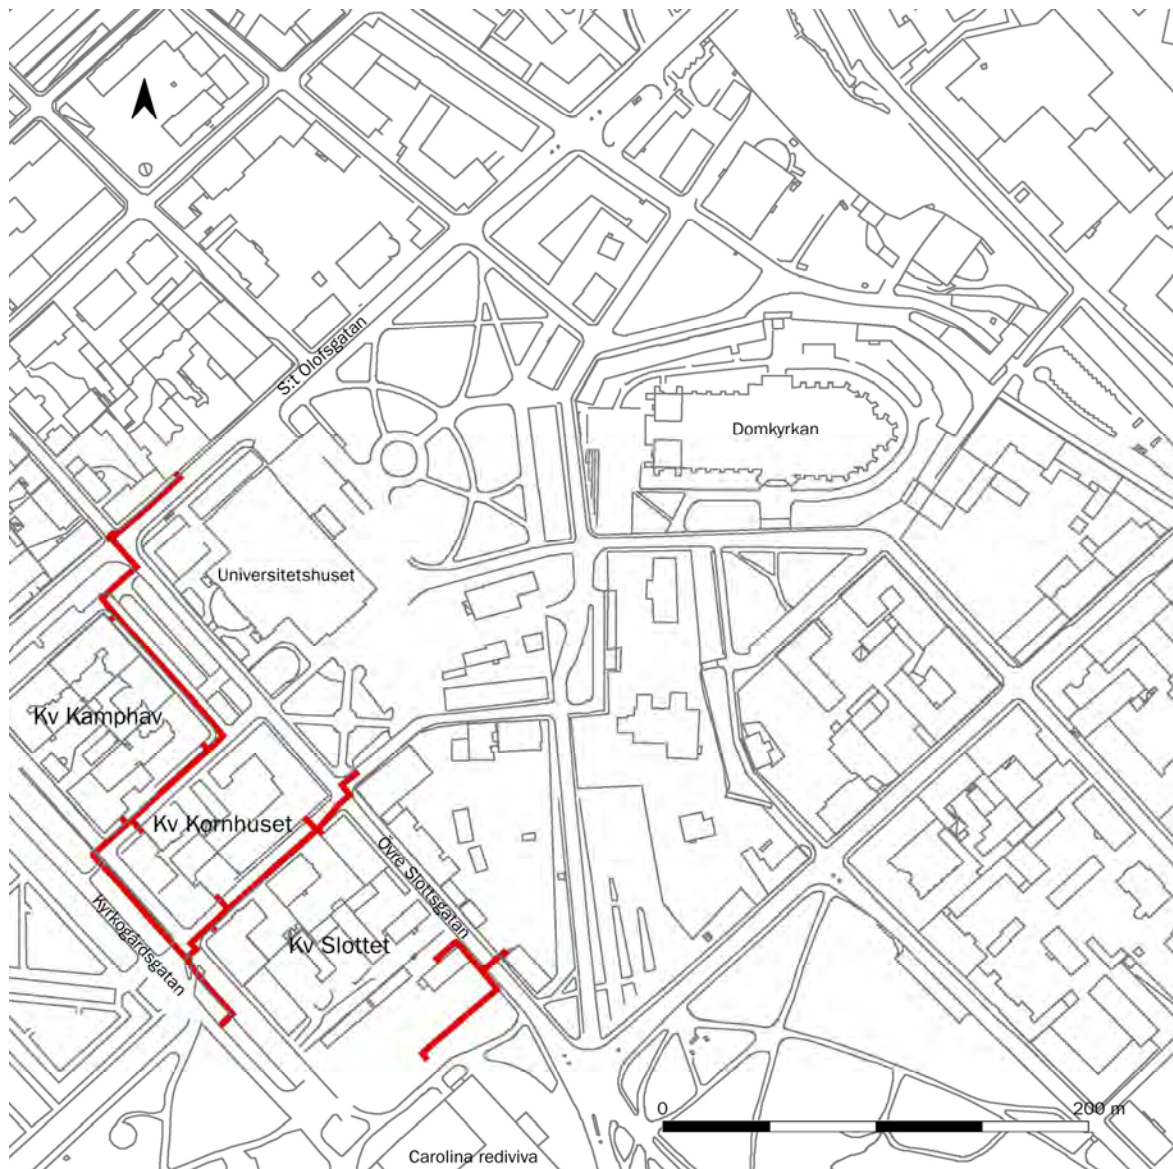 S:t Olofsgatan
Domkyrkan
Universitetshuset
Kv Kamphav
Kv Kornhuset
Övre Slottsgatan
Kyrkogårdsgatan
Kv Slottet
0
200 m
Carolina rediviva